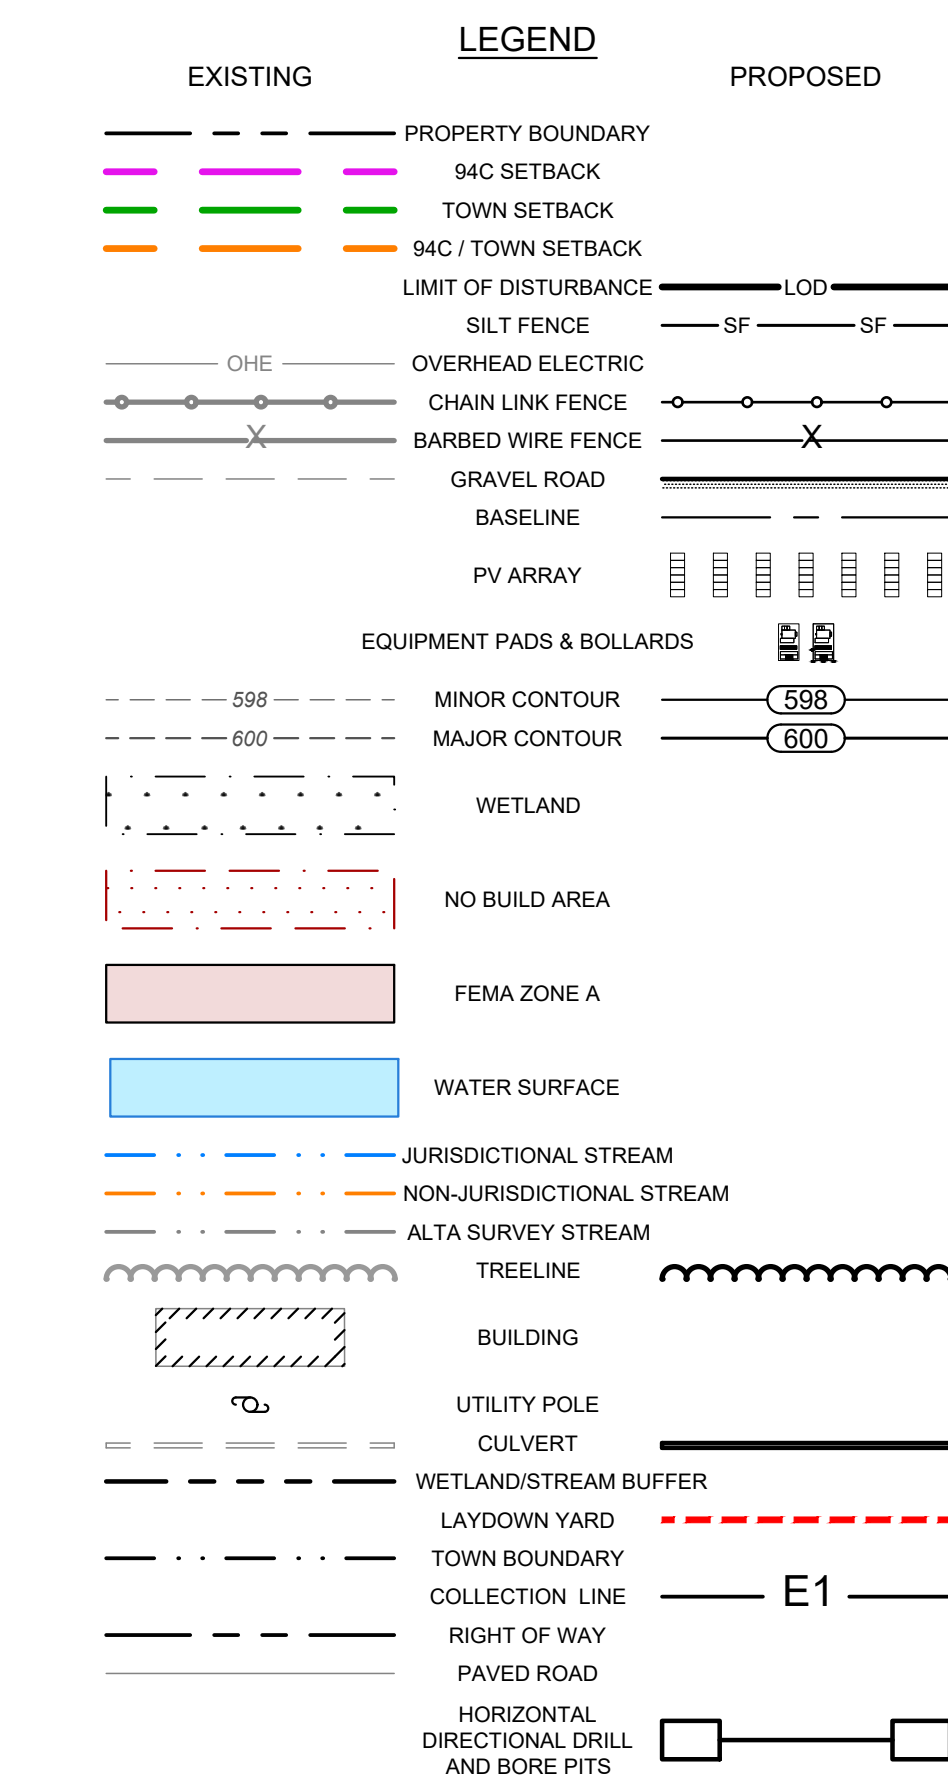 LEGEND
EXISTING PROPOSED
PROPERTY BOUNDARY
94C SETBACK
TOWN SETBACK
94C / TOWN SETBACK
LIMIT OF DISTURBANCE LOD
SILT FENCE SF SF
OHE OVERHEAD ELECTRIC
CHAIN LINK FENCE
X BARBED WIRE FENCE X
GRAVEL ROAD
BASELINE
PV ARRAY
EQUIPMENT PADS & BOLLARDS
598 MINOR CONTOUR 598
600 MAJOR CONTOUR 600
WETLAND
NO BUILD AREA
FEMA ZONE A
WATER SURFACE
JURISDICTIONAL STREAM
NON-JURISDICTIONAL STREAM
ALTA SURVEY STREAM
TREELINE
BUILDING
UTILITY POLE
CULVERT
WETLAND/STREAM BUFFER
LAYDOWN YARD
TOWN BOUNDARY
COLLECTION LINE E1
RIGHT OF WAY
PAVED ROAD
HORIZONTAL
DIRECTIONAL DRILL
AND BORE PITS